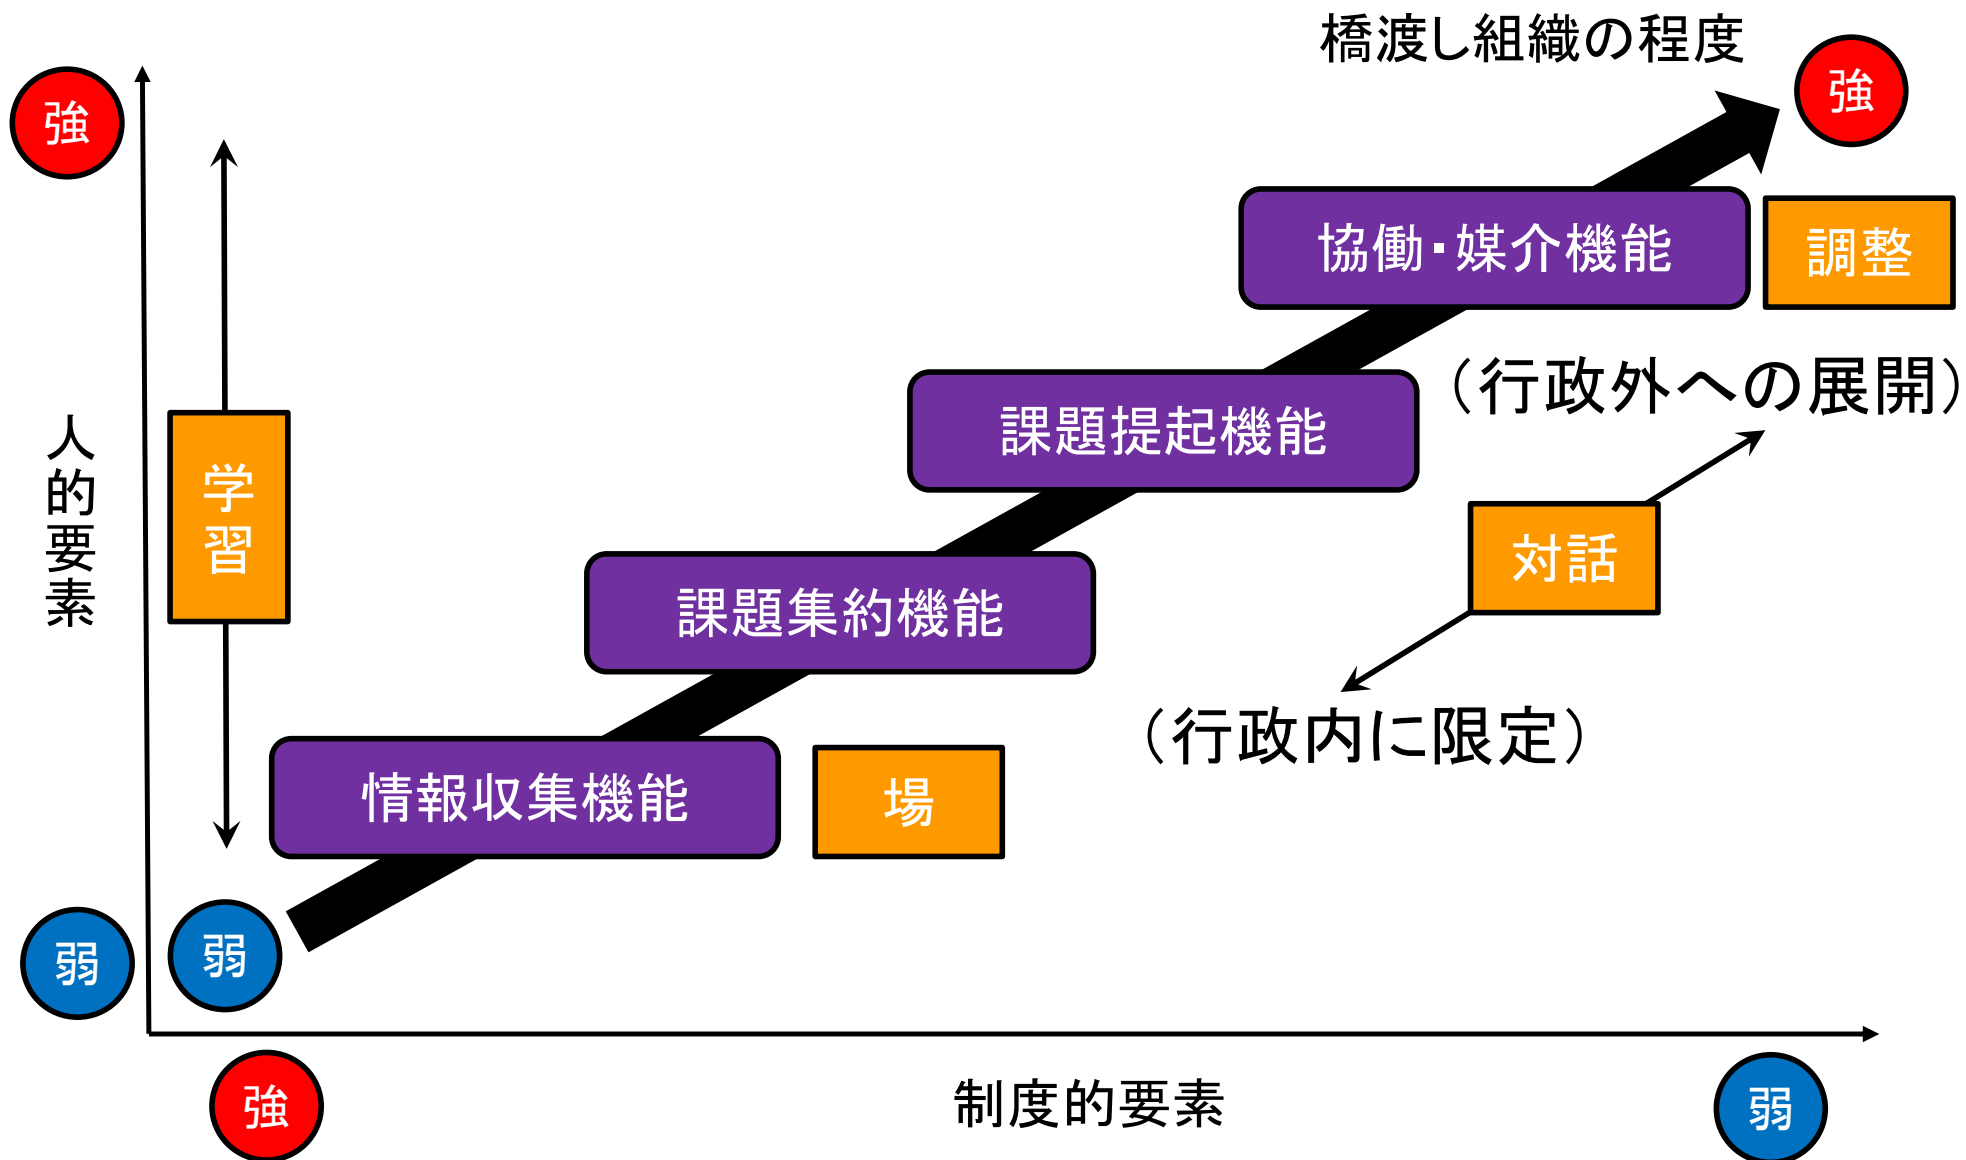 橋渡し組織の程度
強
強
協働・媒介機能
調整
(行政外への展開)
課題提起機能
人的要素
学習
対話
課題集約機能
(行政内に限定)
情報収集機能
場
弱
弱
強
制度的要素
弱